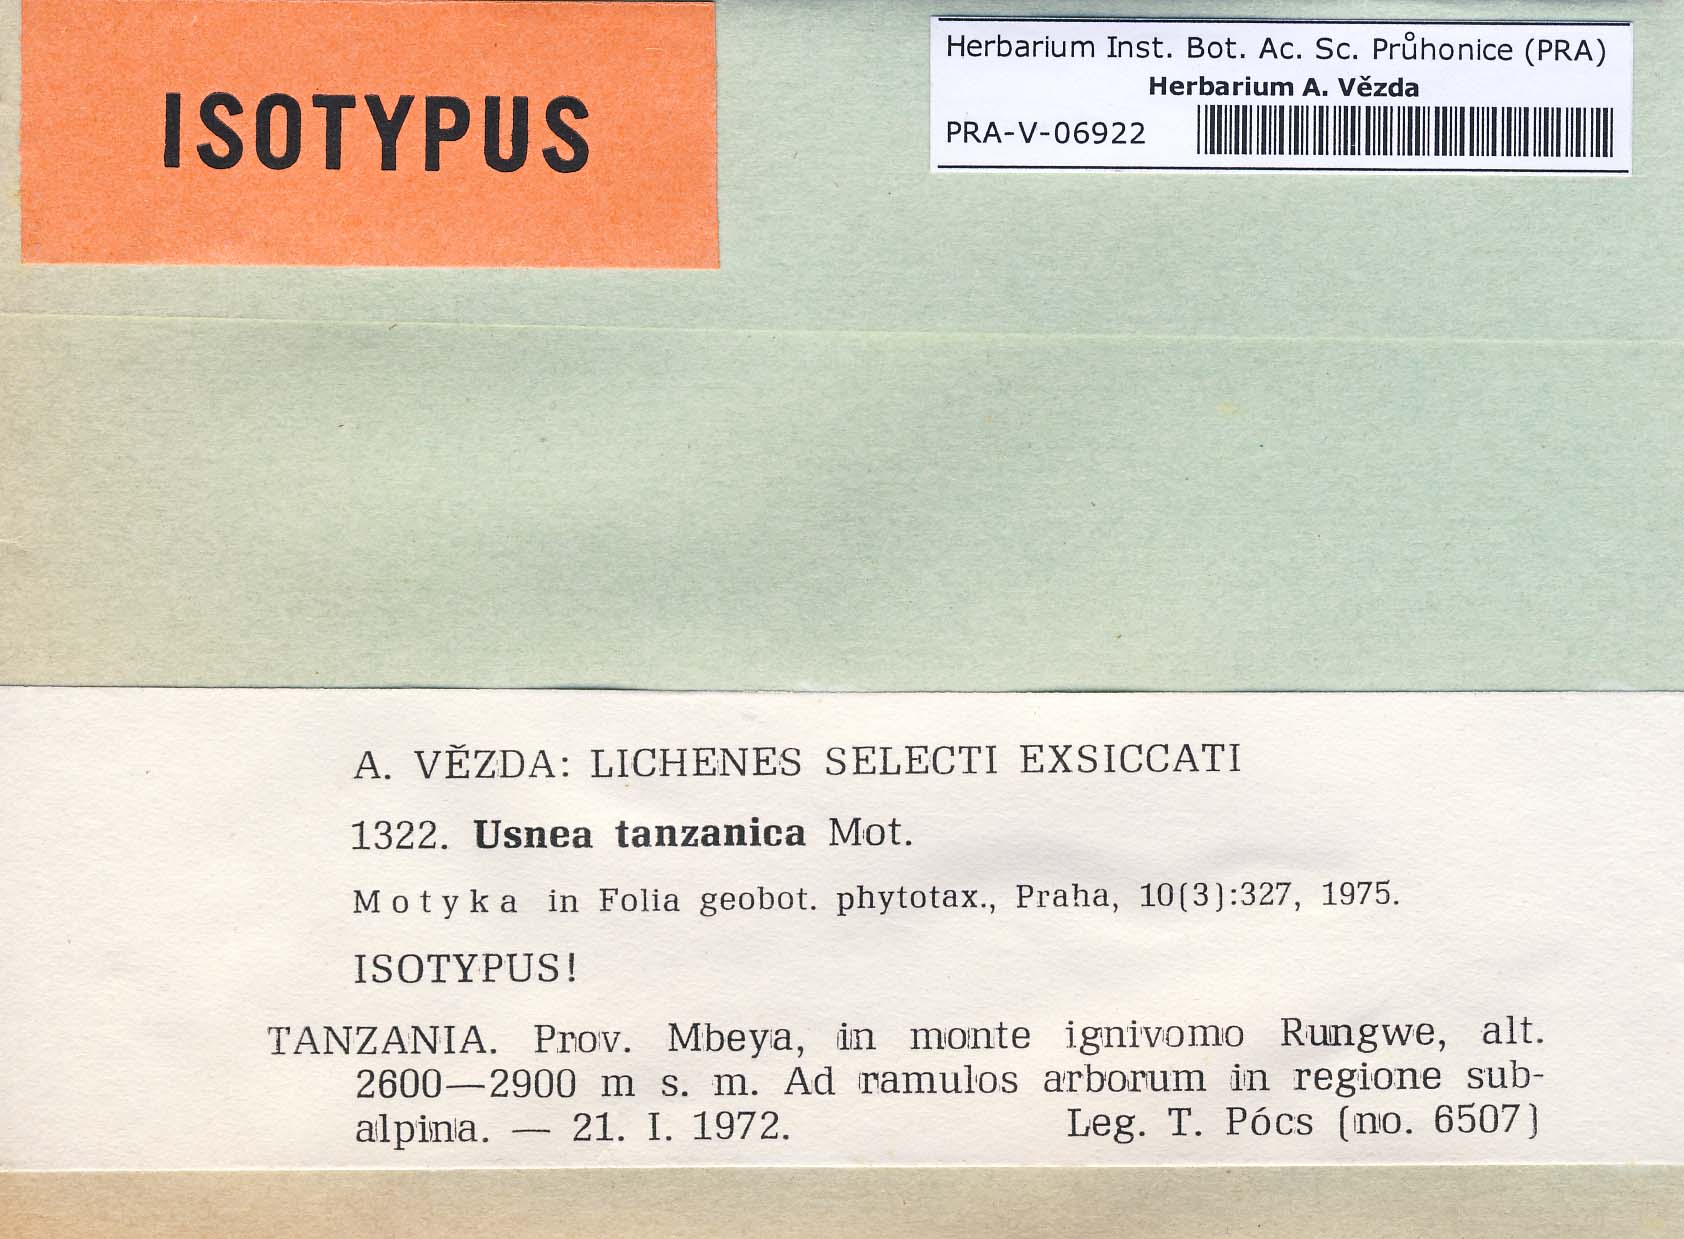 ISOTYPUS
Herbarium Inst. Bot. Ac. Sc. Průhonice (PRA)
Herbarium A. Vězda
PRA-V-06922
A. VĚZDA: LICHENES SELECTI EXSICCATI
1322. Usnea tanzanica Mot.
Motyka in Folia geobot. phytotax., Praha, 10(3):327, 1975.
ISOTYPUS!
TANZANIA. Prov. Mbeya, in monte ignivomo Rungwe, alt.
2600—2900 m s. m. Ad ramulos arborum in regione sub-
alpina. — 21. I. 1972. Leg. T. Pócs (no. 6507)